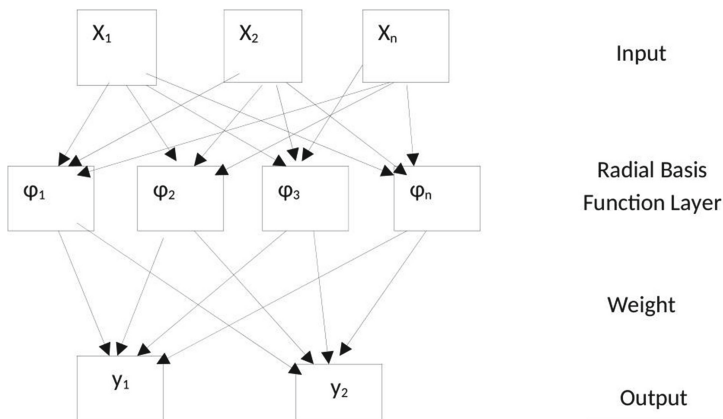 X₁ X₂ Xₙ Input
φ₁ φ₂ φ₃ φₙ Radial Basis
Function Layer
Weight
y₁ y₂ Output